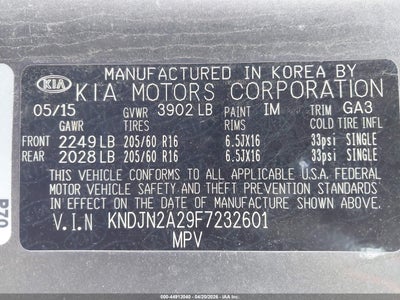 MANUFACTURED IN KOREA BY
KIA KIA MOTORS CORPORATION
05/15 GVWR 3902 LB PAINT IM TRIM GA3
GAWR TIRES RIMS COLD TIRE INFL
FRONT 2249 LB 205/60 R16 6.5JX16 33psi SINGLE
REAR 2028 LB 205/60 R16 6.5JX16 33psi SINGLE
THIS VEHICLE CONFORMS TO ALL APPLICABLE U.S. FEDERAL
MOTOR VEHICLE SAFETY, BUMPER, AND THEFT PREVENTION
STANDARDS IN EFFECT ON THE DATE OF
MANUFACTURE SHOWN ABOVE.
V.I.N KNDJN2A29F7232601
MPV